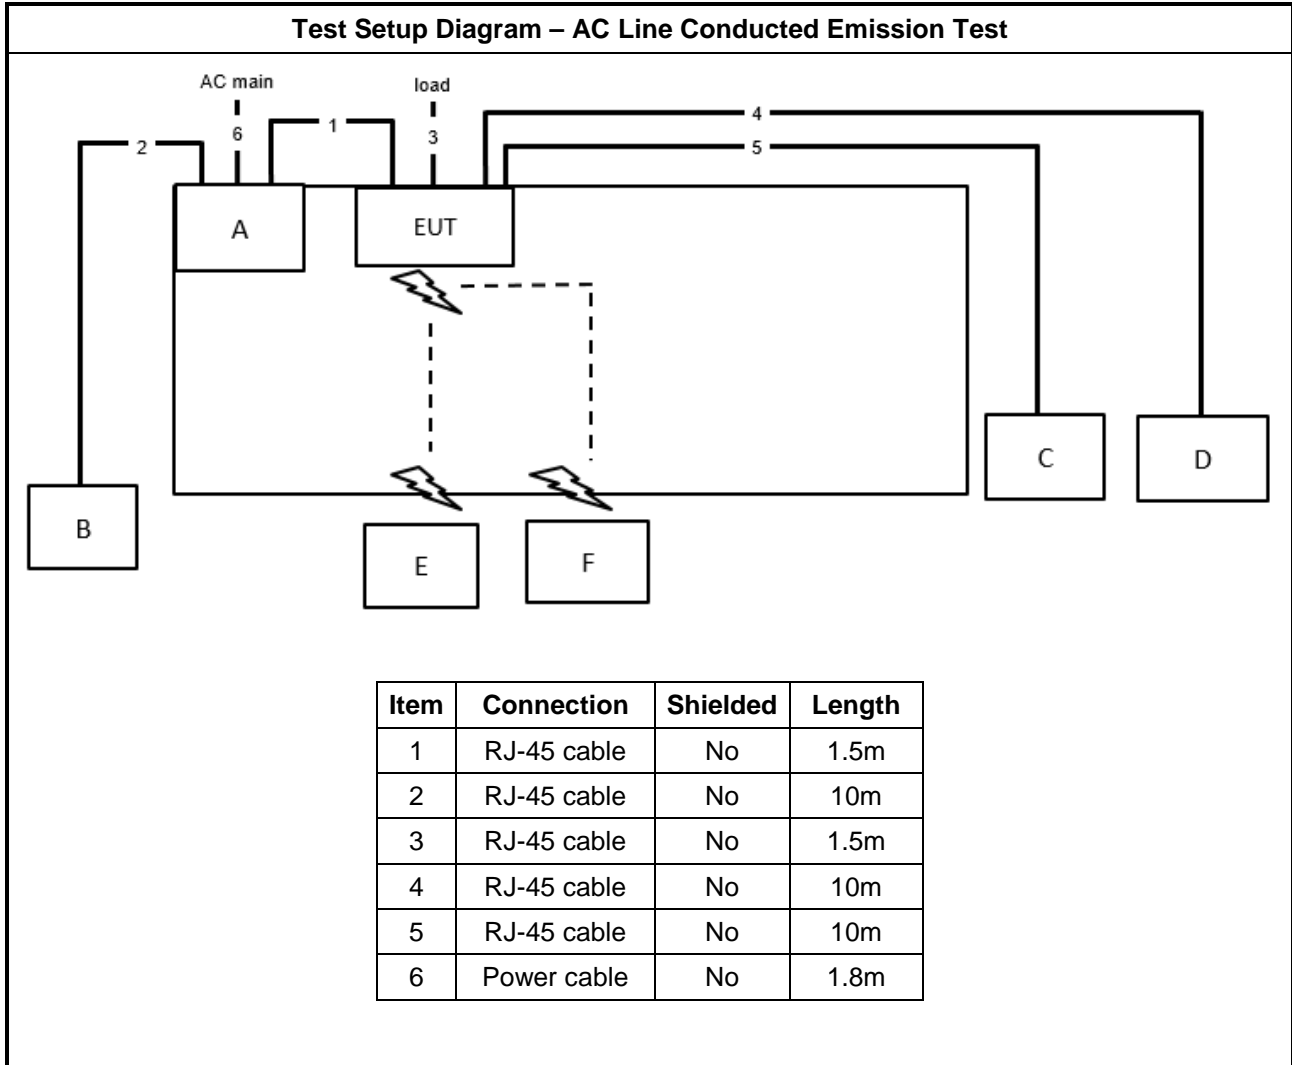 Test Setup Diagram – AC Line Conducted Emission Test
AC main
load
1
4
6
3
2
5
A
EUT
C
D
B
E
F
Item Connection Shielded Length
1 RJ-45 cable No 1.5m
2 RJ-45 cable No 10m
3 RJ-45 cable No 1.5m
4 RJ-45 cable No 10m
5 RJ-45 cable No 10m
6 Power cable No 1.8m